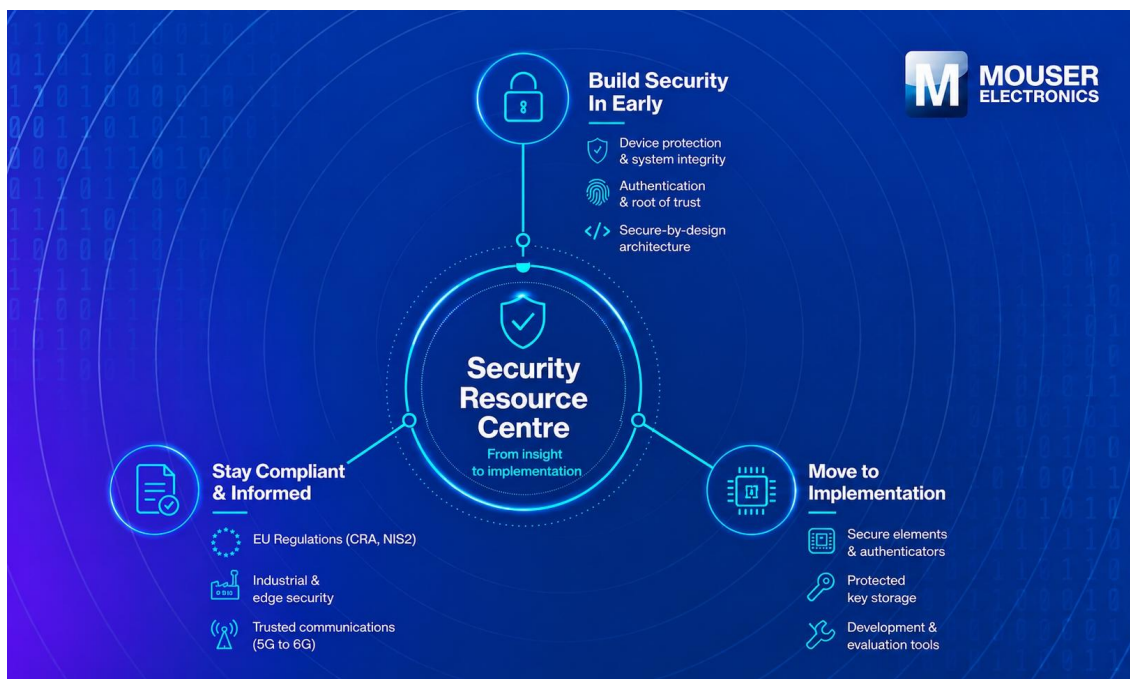 Build Security
In Early
Device protection
& system integrity
Authentication
& root of trust
Secure-by-design
architecture
M
MOUSER
ELECTRONICS
Security
Resource
Centre
From insight
to implementation
Stay Compliant
& Informed
EU Regulations (CRA, NIS2)
Industrial &
edge security
Trusted communications
(5G to 6G)
Move to
Implementation
Secure elements
& authenticators
Protected
key storage
Development &
evaluation tools